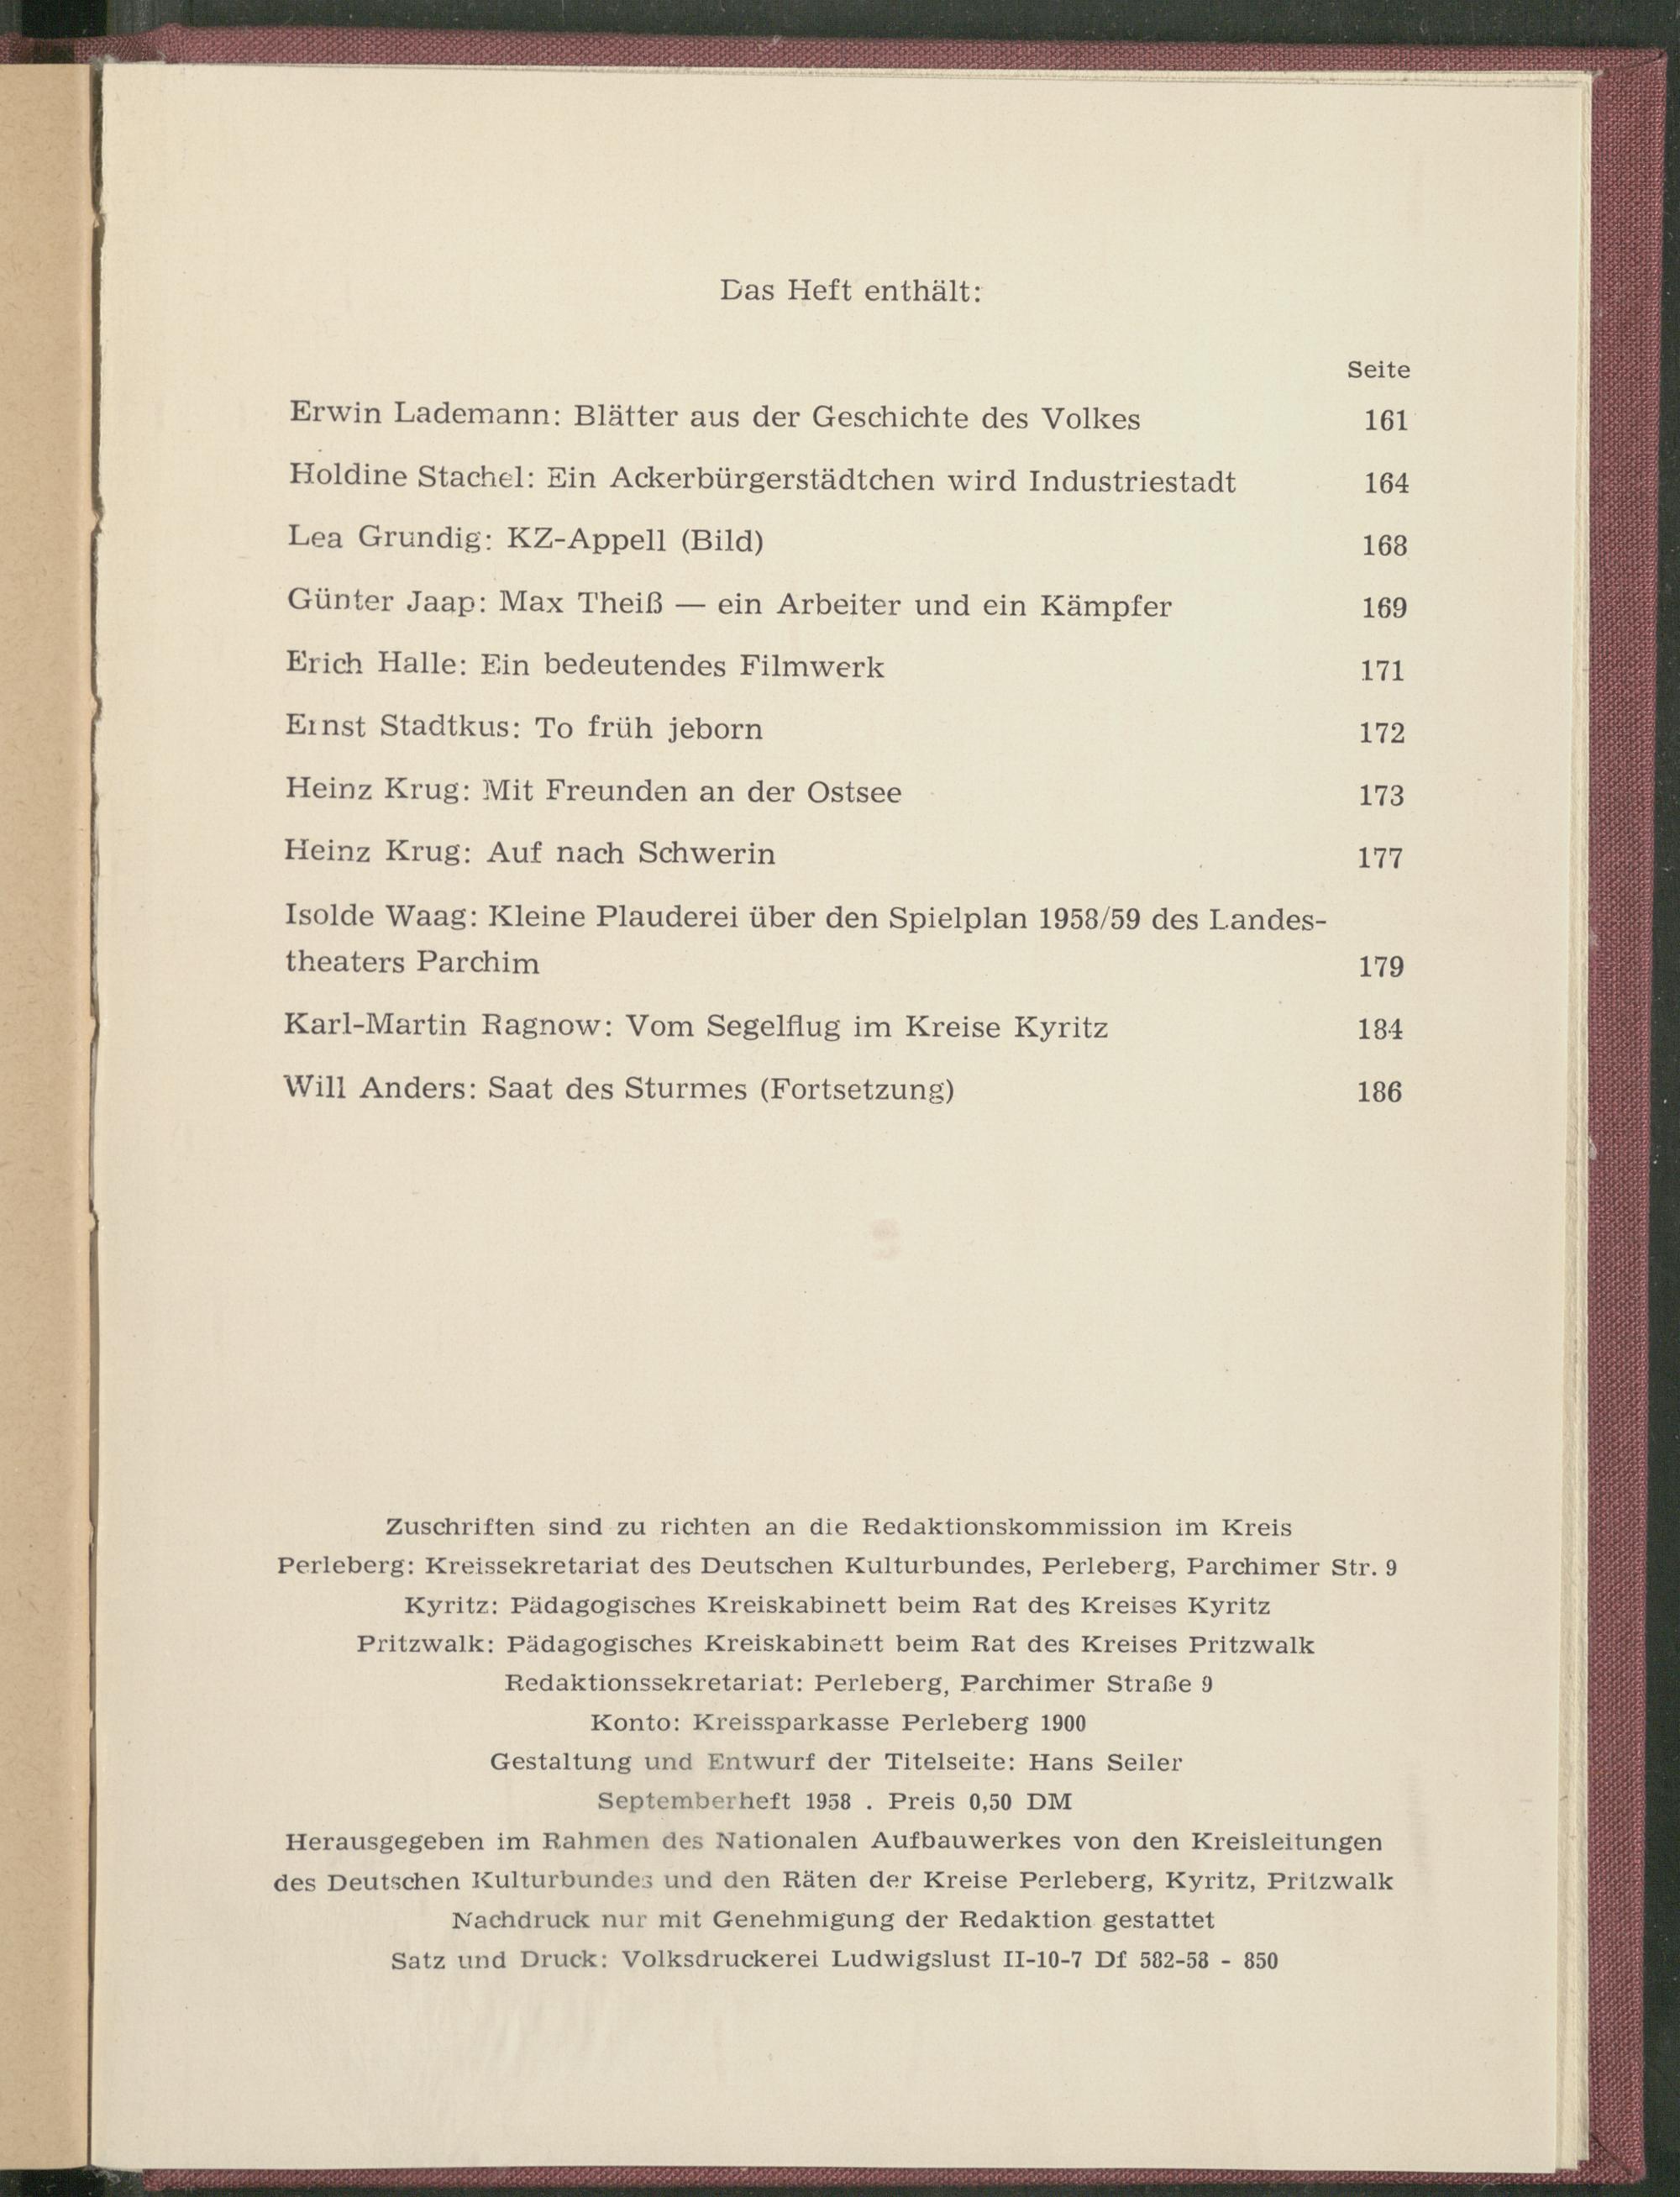 Das Heft enthält:
Seite
Erwin Lademann: Blätter aus der Geschichte des Volkes 161
Holdine Stachel: Ein Ackerbürgerstädtchen wird Industriestadt 164
Lea Grundig: KZ-Appell (Bild) 168
Günter Jaap: Max Theiß — ein Arbeiter und ein Kämpfer 169
Erich Halle: Ein bedeutendes Filmwerk 171
Ernst Stadtkus: To früh jeborn 172
Heinz Krug: Mit Freunden an der Ostsee 173
Heinz Krug: Auf nach Schwerin 177
Isolde Waag: Kleine Plauderei über den Spielplan 1958/59 des Landes-
theaters Parchim 179
Karl-Martin Ragnow: Vom Segelflug im Kreise Kyritz 184
Will Anders: Saat des Sturmes (Fortsetzung) 186
Zuschriften sind zu richten an die Redaktionskommission im Kreis
Perleberg: Kreissekretariat des Deutschen Kulturbundes, Perleberg, Parchimer Str. 9
Kyritz: Pädagogisches Kreiskabinett beim Rat des Kreises Kyritz
Pritzwalk: Pädagogisches Kreiskabinett beim Rat des Kreises Pritzwalk
Redaktionssekretariat: Perleberg, Parchimer Straße 9
Konto: Kreissparkasse Perleberg 1900
Gestaltung und Entwurf der Titelseite: Hans Seiler
Septemberheft 1958 . Preis 0,50 DM
Herausgegeben im Rahmen des Nationalen Aufbauwerkes von den Kreisleitungen
des Deutschen Kulturbundes und den Räten der Kreise Perleberg, Kyritz, Pritzwalk
Nachdruck nur mit Genehmigung der Redaktion gestattet
Satz und Druck: Volksdruckerei Ludwigslust II-10-7 Df 582-58 - 850